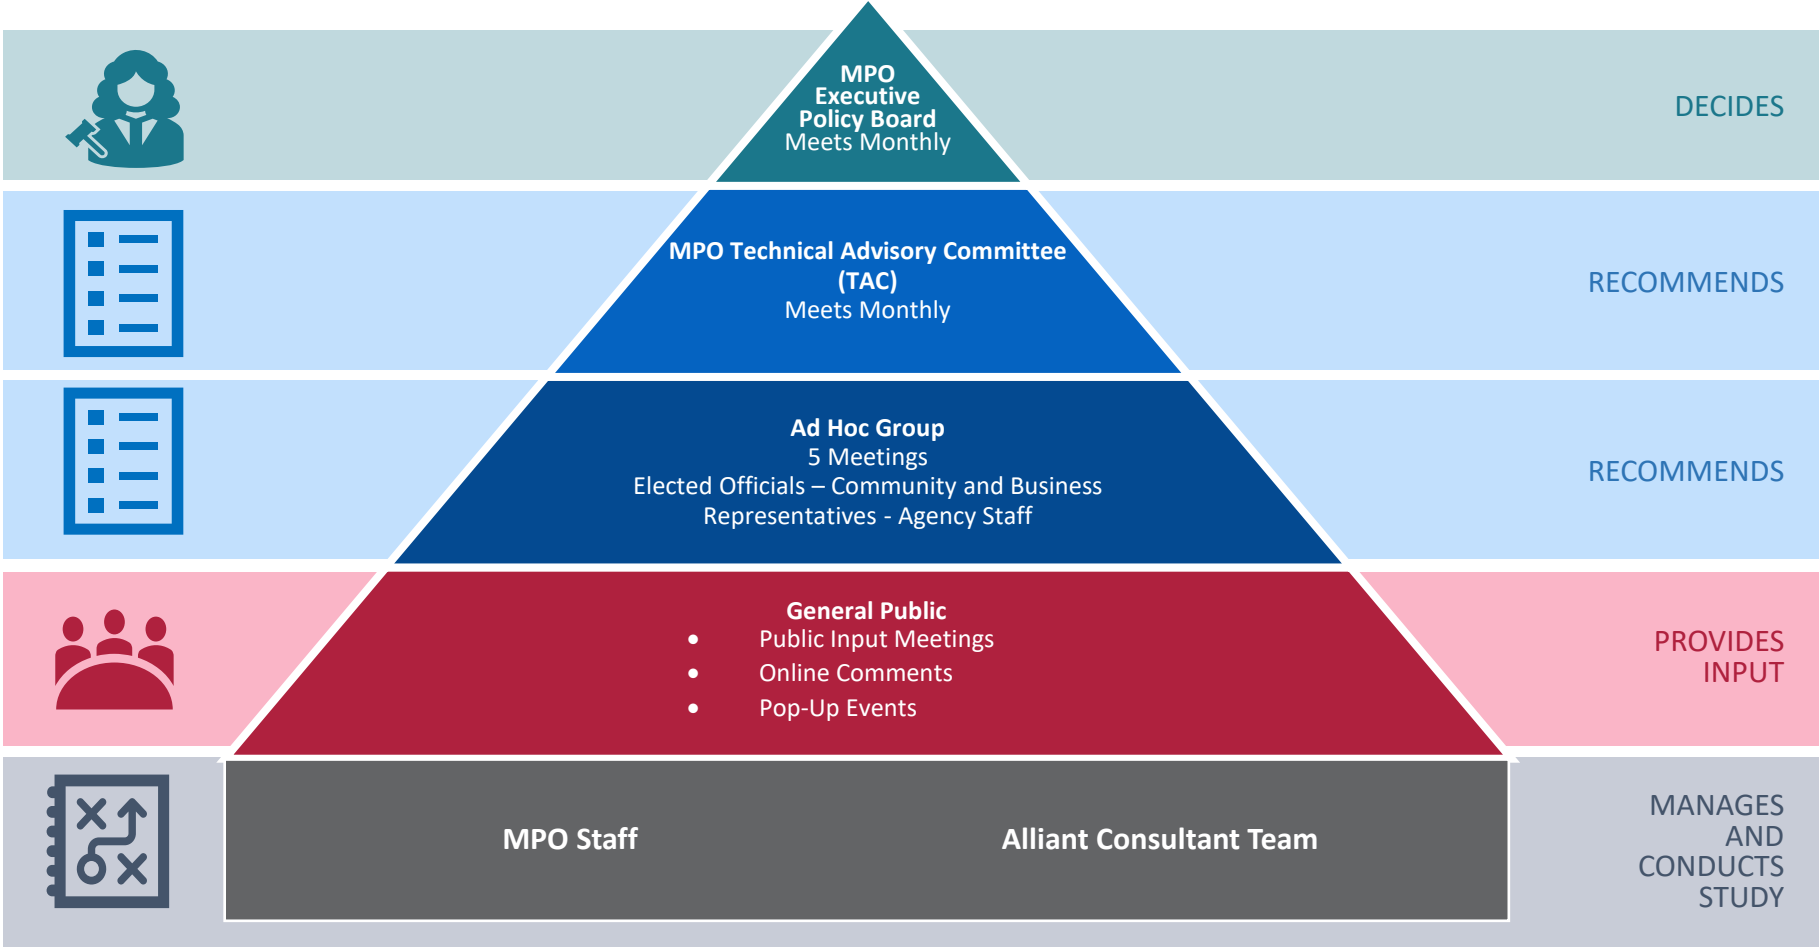 MPO
Executive
Policy Board
Meets Monthly
DECIDES
MPO Technical Advisory Committee
(TAC)
Meets Monthly
RECOMMENDS
Ad Hoc Group
5 Meetings
Elected Officials – Community and Business
Representatives - Agency Staff
RECOMMENDS
General Public
• Public Input Meetings
• Online Comments
• Pop-Up Events
PROVIDES
INPUT
MPO Staff
Alliant Consultant Team
MANAGES
AND
CONDUCTS
STUDY